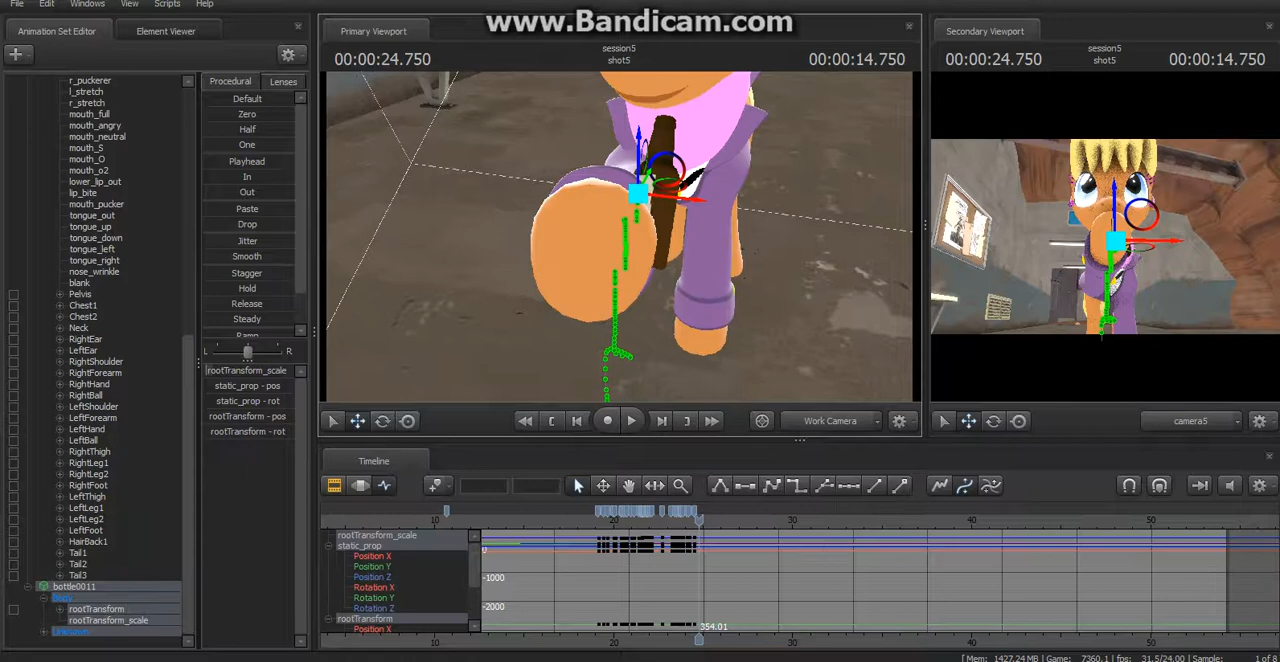 File Edit Windows View Scripts Help
www.Bandicam.com
Animation Set Editor Element Viewer
Primary Viewport
Secondary Viewport
00:00:24.750 session5 shot5 00:00:14.750
00:00:24.750 session5 shot5 00:00:14.750
r_puckerer
l_stretch
r_stretch
mouth_full
mouth_angry
mouth_neutral
mouth_S
mouth_O
mouth_o2
lower_lip_out
lip_bite
mouth_pucker
tongue_out
tongue_up
tongue_down
tongue_left
tongue_right
nose_wrinkle
blank
Pelvis
Chest1
Chest2
Neck
RightEar
LeftEar
RightShoulder
RightForearm
RightHand
RightBall
LeftShoulder
LeftForearm
LeftHand
LeftBall
RightThigh
RightLeg1
RightLeg2
RightFoot
LeftThigh
LeftLeg1
LeftLeg2
LeftFoot
HairBack1
Tail1
Tail2
Tail3
bottle0011
Body
rootTransform
rootTransform_scale
Unknown
Procedural Lenses
Default
Zero
Half
One
Playhead
In
Out
Paste
Drop
Jitter
Smooth
Stagger
Hold
Release
Steady
Ramp
L R
rootTransform_scale
static_prop - pos
static_prop - rot
rootTransform - pos
rootTransform - rot
Work Camera
camera5
Timeline
10 20 30 40 50
rootTransform_scale
static_prop
Position X
Position Y
Position Z
Rotation X
Rotation Y
Rotation Z
rootTransform
Position X
0
-1000
-2000
354.01
10 20 30 40 50
[ Mem: 1427.24 MB | Game: 7360.1 | fps: 31.5/24.00 | Sample: 1 of 8